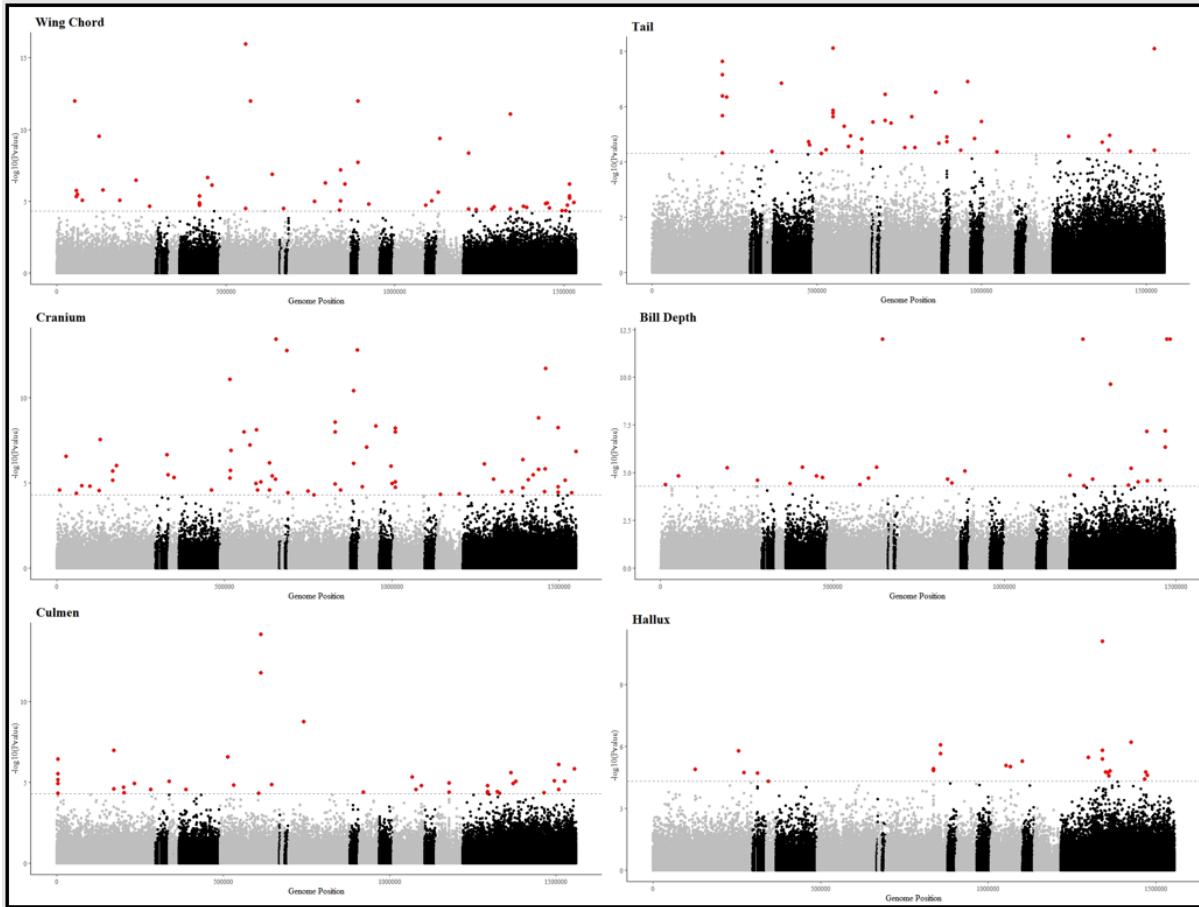 Wing Chord
15
10
5
0
-log10(Pvalue)
0 500000 1000000 1500000
Genome Position
Tail
8
6
4
2
0
-log10(Pvalue)
0 500000 1000000 1500000
Genome Position
Cranium
10
5
0
-log10(Pvalue)
0 500000 1000000 1500000
Genome Position
Bill Depth
12.5
10.0
7.5
5.0
2.5
0.0
-log10(Pvalue)
0 500000 1000000 1500000
Genome Position
Culmen
10
5
0
-log10(Pvalue)
0 500000 1000000 1500000
Genome Position
Hallux
9
6
3
0
-log10(Pvalue)
0 500000 1000000 1500000
Genome Position